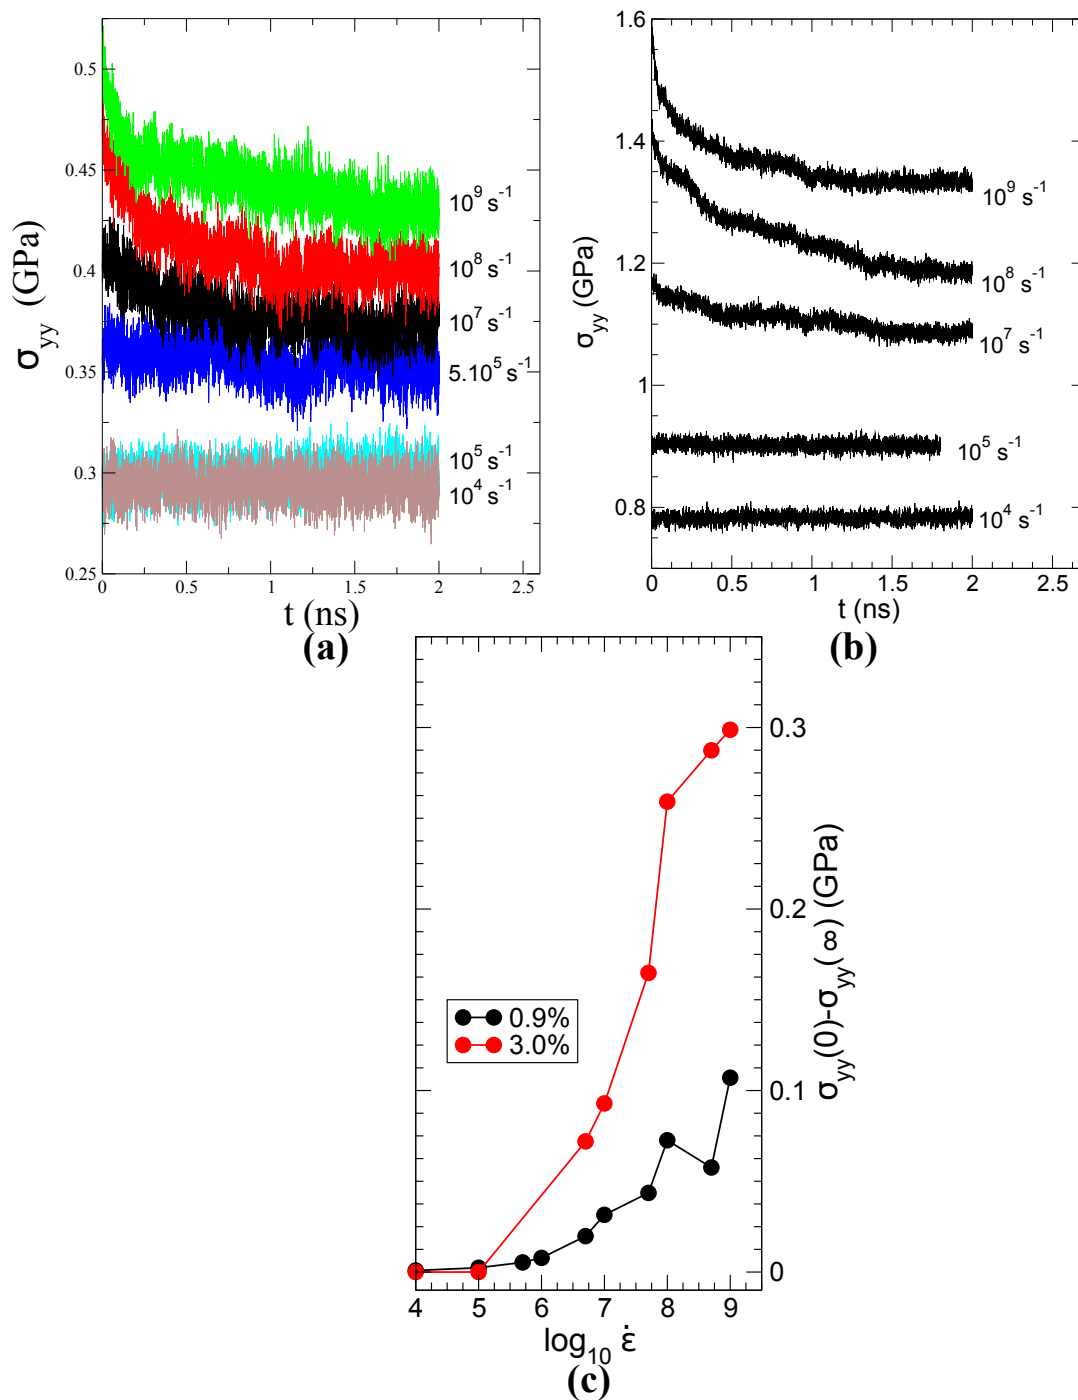 0.5
0.45
0.4
0.35
0.3
0.25
σyy (GPa)
10⁹ s⁻¹
10⁸ s⁻¹
10⁷ s⁻¹
5.10⁵ s⁻¹
10⁵ s⁻¹
10⁴ s⁻¹
0 0.5 1 1.5 2 2.5
t (ns)
(a)
1.6
1.4
1.2
1
0.8
σyy (GPa)
10⁹ s⁻¹
10⁸ s⁻¹
10⁷ s⁻¹
10⁵ s⁻¹
10⁴ s⁻¹
0 0.5 1 1.5 2 2.5
t (ns)
(b)
0.9%
3.0%
0.3
0.2
0.1
0
σyy(0)-σyy(∞) (GPa)
4 5 6 7 8 9
log₁₀ ε̇
(c)